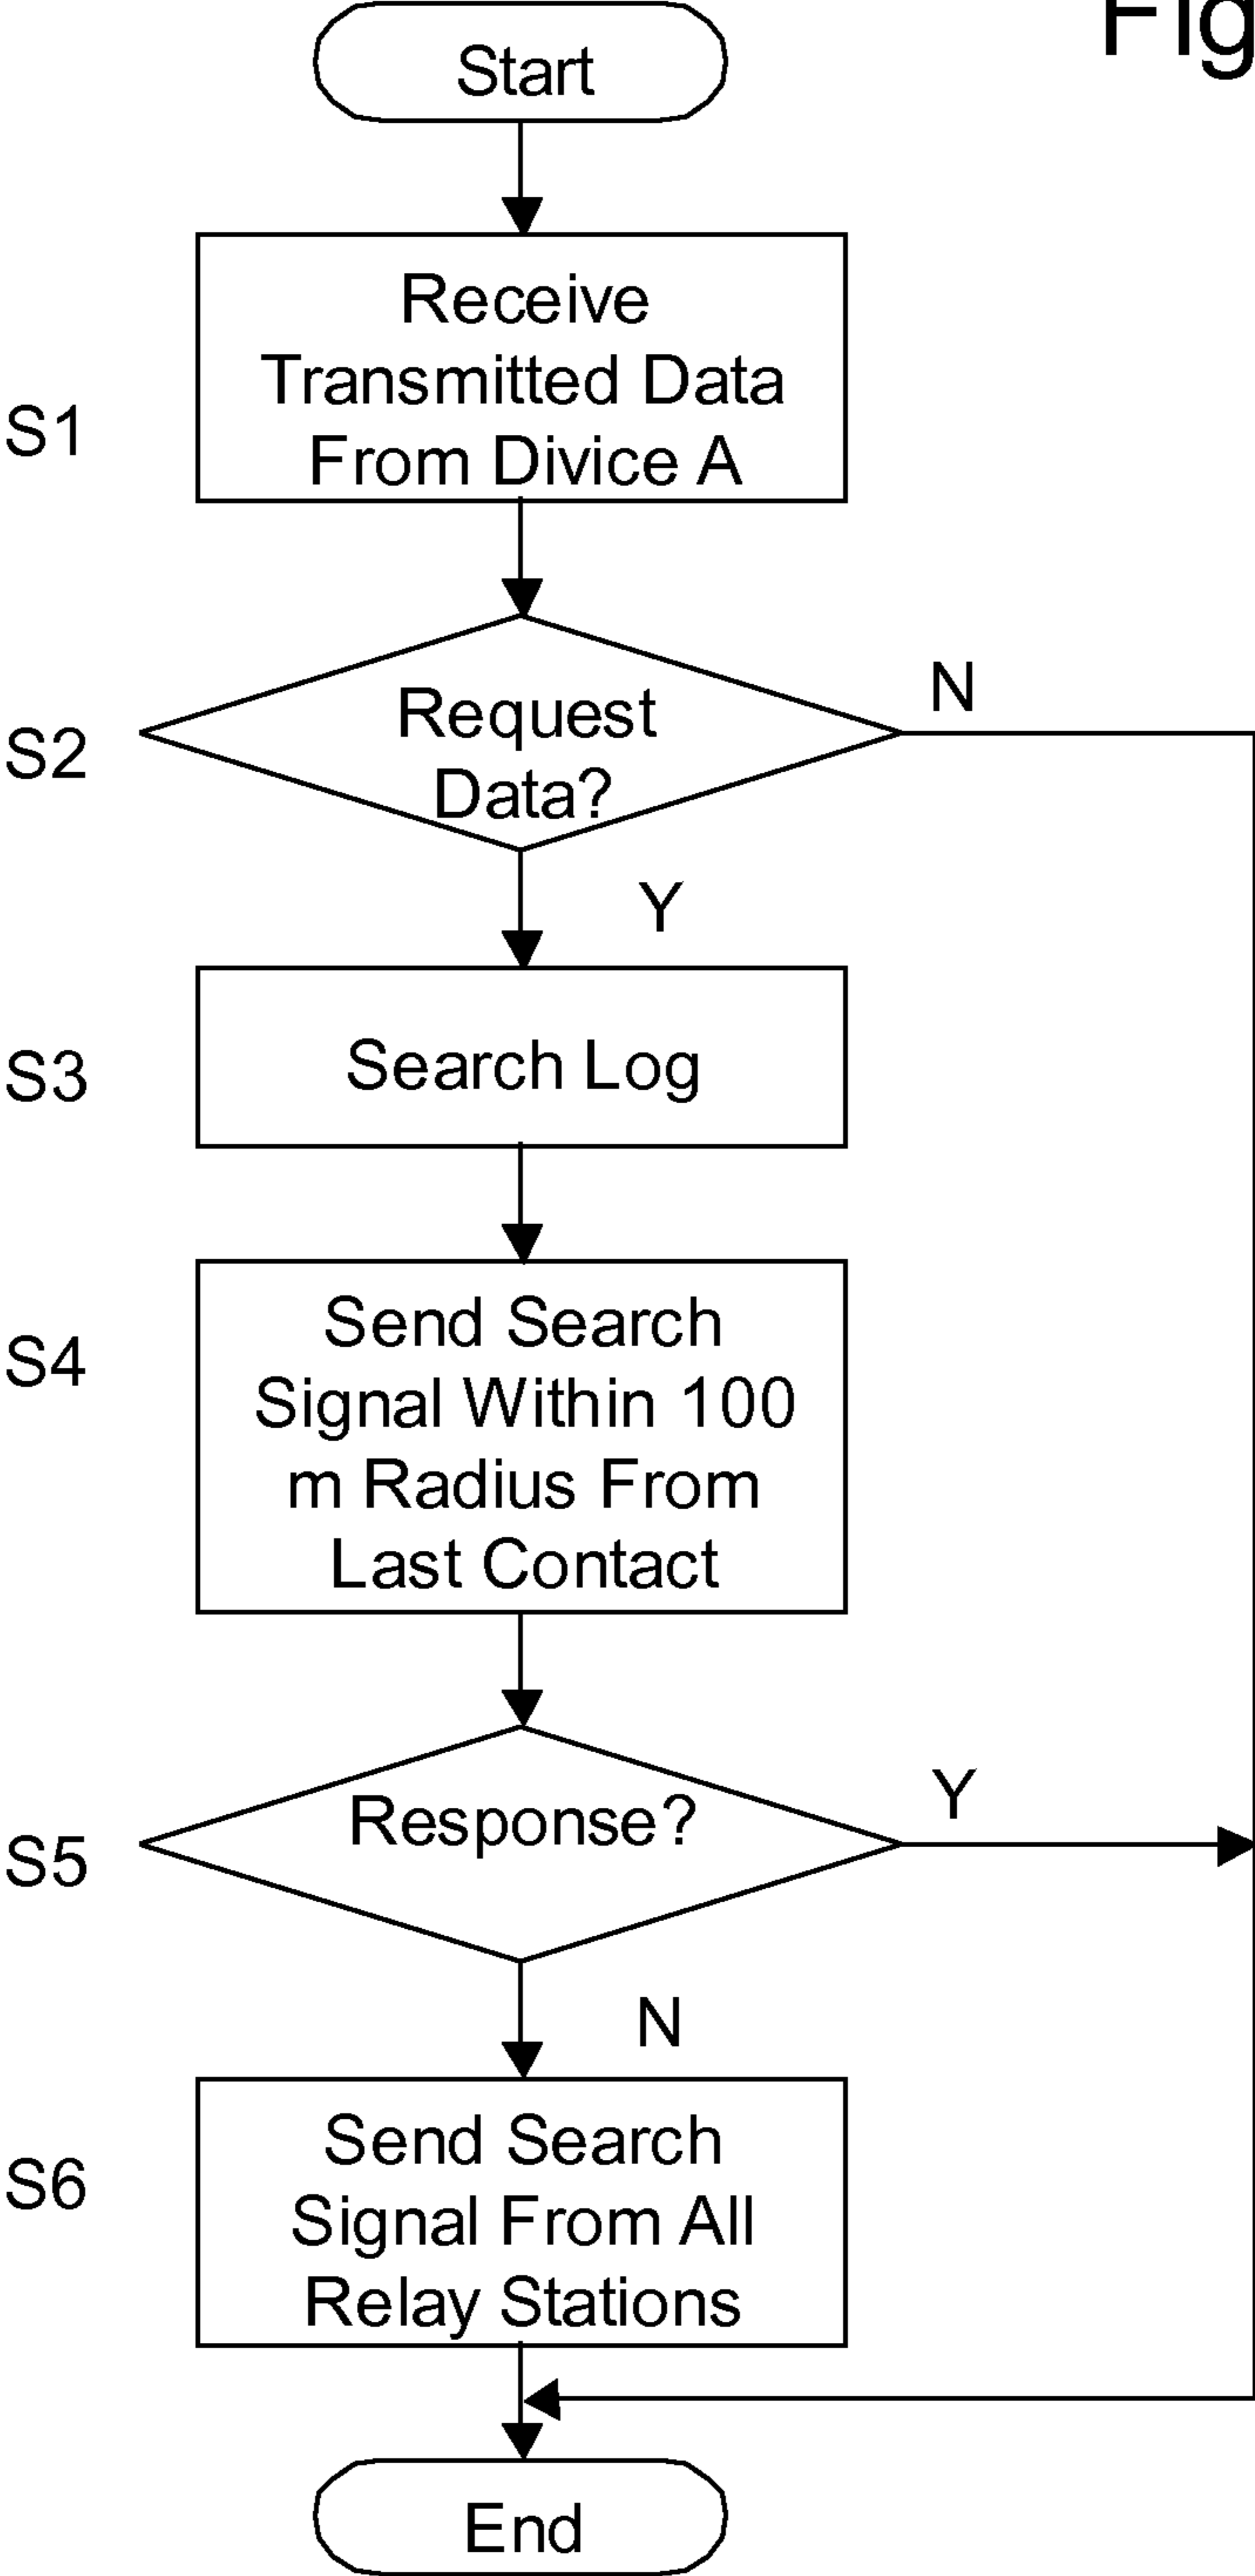 Fig
Start
S1
Receive
Transmitted Data
From Divice A
S2
Request
Data?
N
Y
S3
Search Log
S4
Send Search
Signal Within 100
m Radius From
Last Contact
S5
Response?
Y
N
S6
Send Search
Signal From All
Relay Stations
End